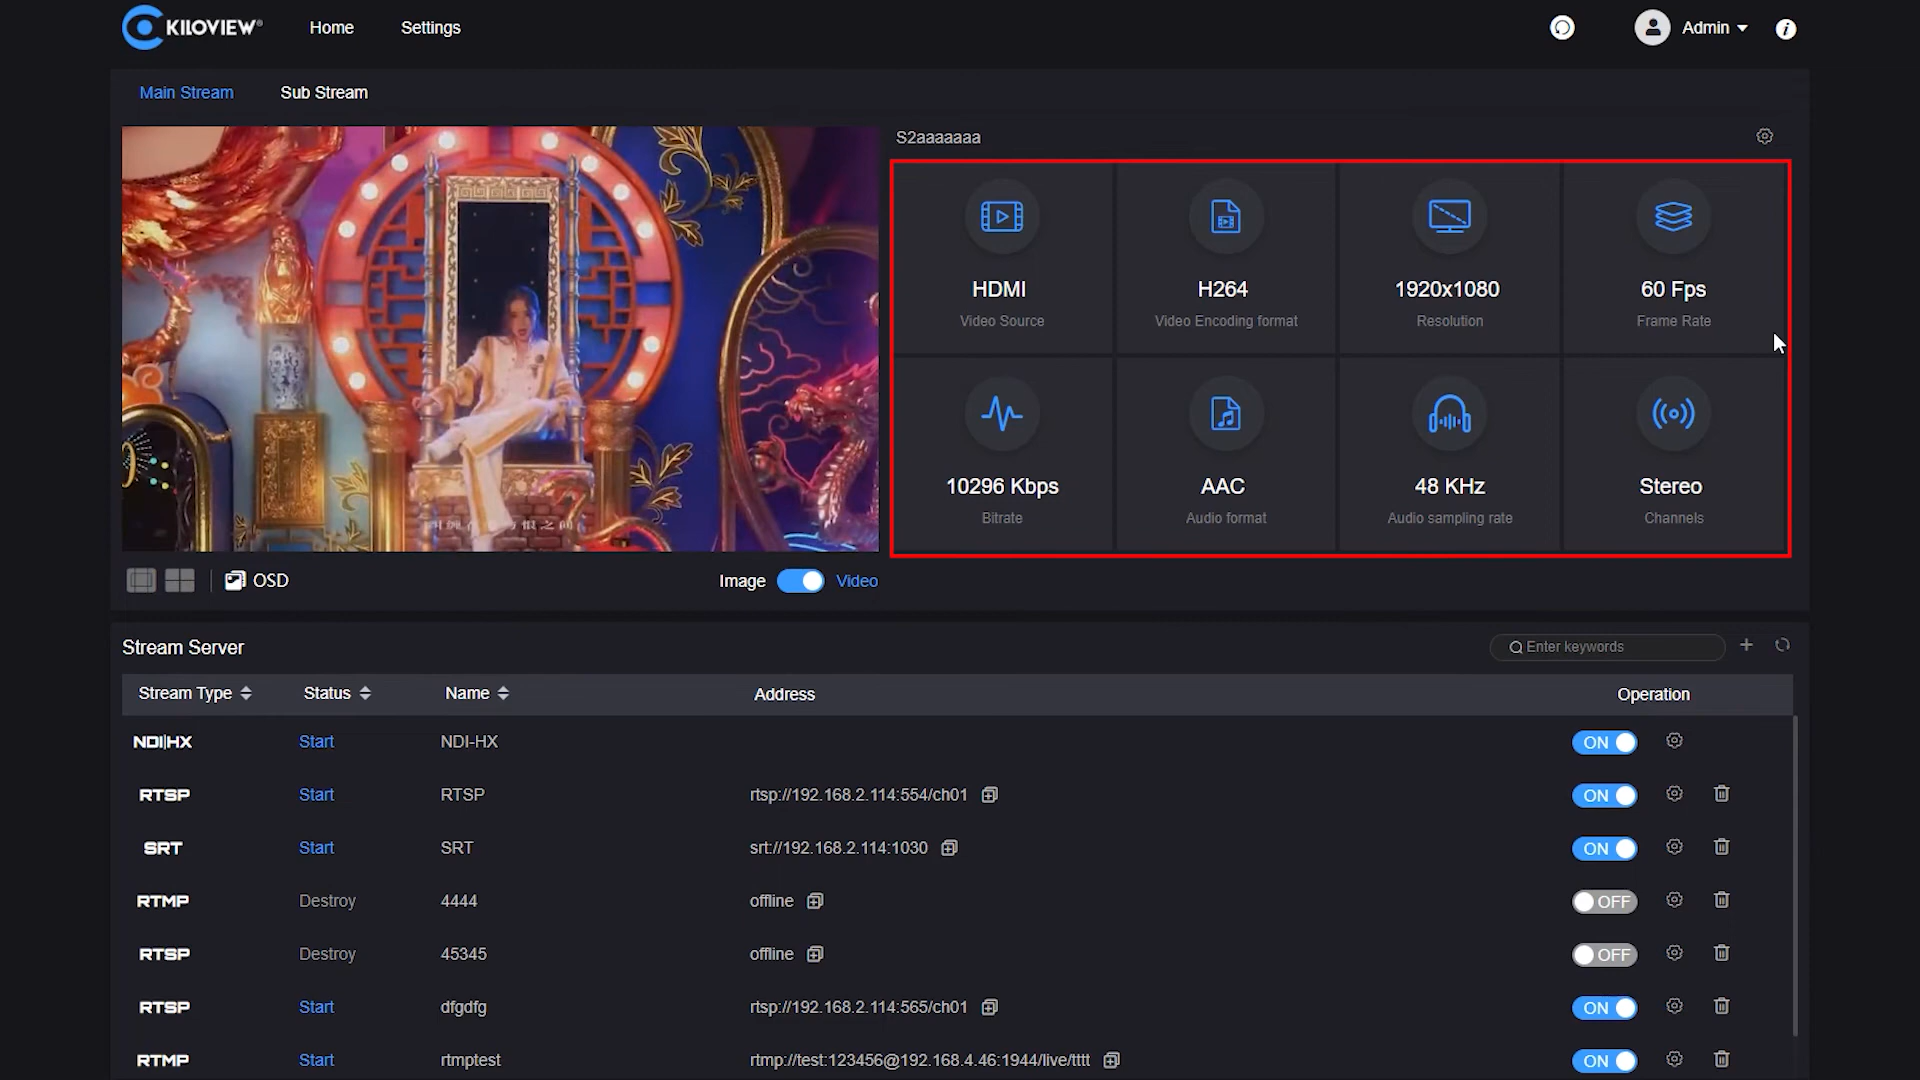 KILOVIEW®
Home
Settings
Admin
Main Stream
Sub Stream
S2aaaaaaa
HDMI
Video Source
H264
Video Encoding format
1920x1080
Resolution
60 Fps
Frame Rate
10296 Kbps
Bitrate
AAC
Audio format
48 KHz
Audio sampling rate
Stereo
Channels
OSD
Image
Video
Stream Server
Enter keywords
Stream Type Status Name Address Operation
NDI|HX Start NDI-HX ON
RTSP Start RTSP rtsp://192.168.2.114:554/ch01 ON
SRT Start SRT srt://192.168.2.114:1030 ON
RTMP Destroy 4444 offline OFF
RTSP Destroy 45345 offline OFF
RTSP Start dfgdfg rtsp://192.168.2.114:565/ch01 ON
RTMP Start rtmptest rtmp://test:123456@192.168.4.46:1944/live/tttt ON